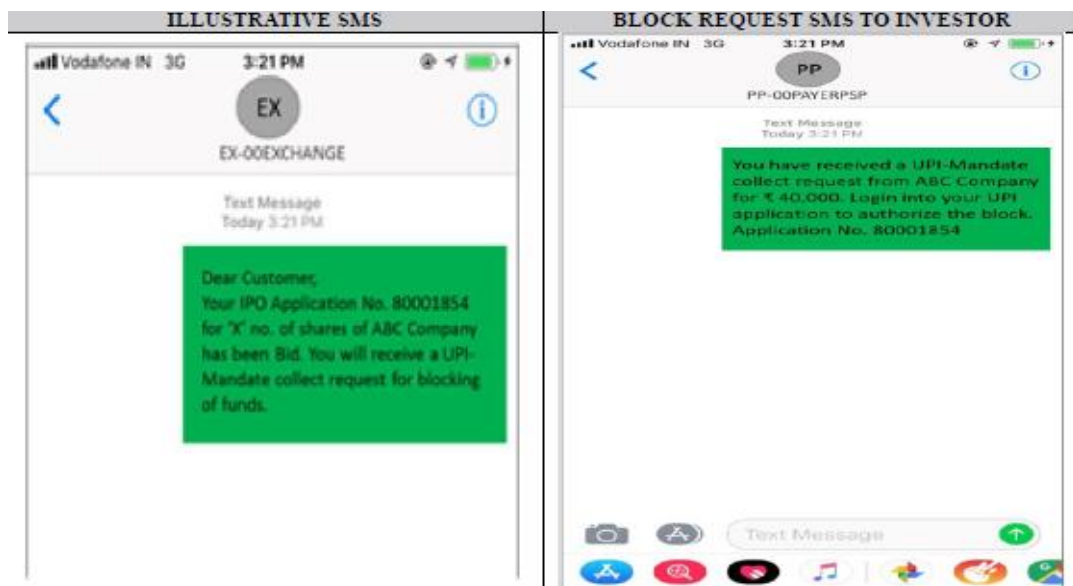 ILLUSTRATIVE SMS
Vodafone IN 3G 3:21 PM
EX
EX-00EXCHANGE
Text Message
Today 3:21 PM
Dear Customer,
Your IPO Application No. 80001854
for 'X' no. of shares of ABC Company
has been Bid. You will receive a UPI-
Mandate collect request for blocking
of funds.
BLOCK REQUEST SMS TO INVESTOR
Vodafone IN 3G 3:21 PM
PP
PP-00PAYERPSP
Text Message
Today 3:21 PM
You have received a UPI-Mandate
collect request from ABC Company
for ₹ 40,000. Login into your UPI
application to authorize the block.
Application No. 80001854
Text Message